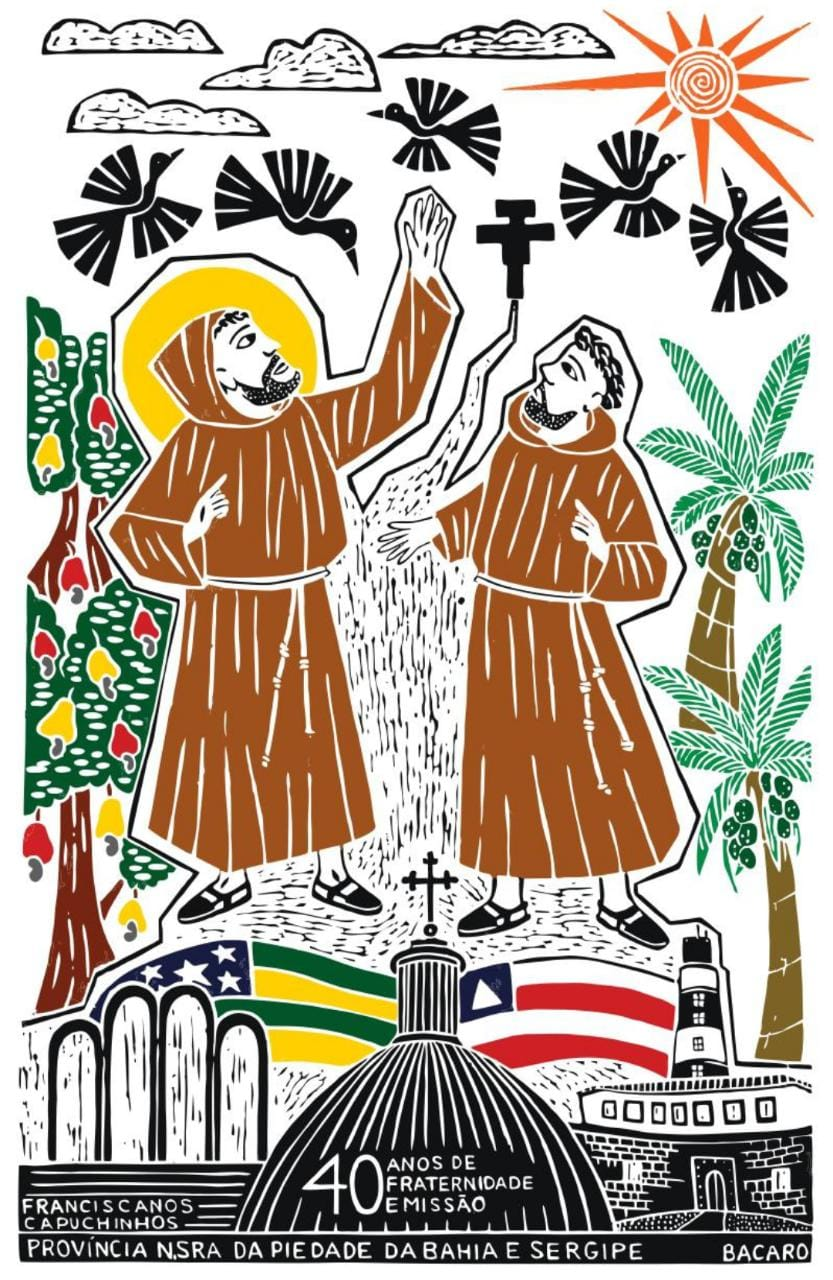 40 ANOS DE
FRATERNIDADE
E MISSÃO
FRANCISCANOS
CAPUCHINHOS
PROVÍNCIA N,SRA DA PIEDADE DA BAHIA E SERGIPE
BACARO